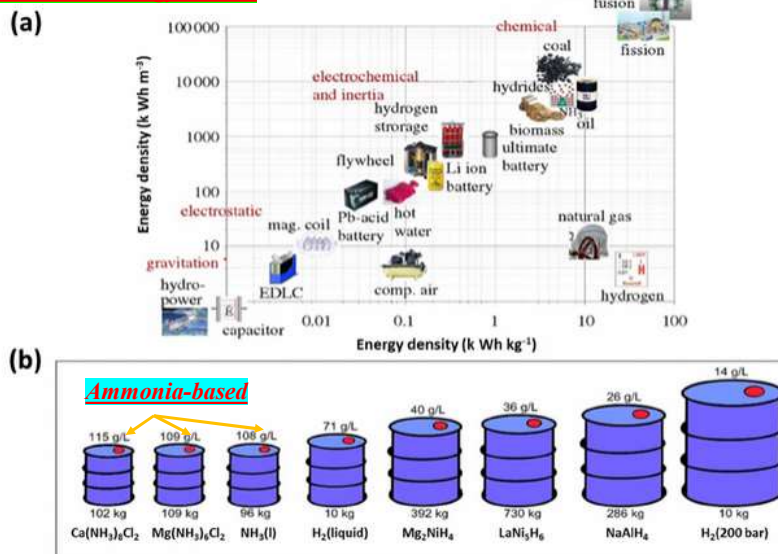 fusion
(a)
100 000
chemical
coal
fission
10 000
electrochemical
and inertia
hydrides
hydrogen
strorage
NH3
oil
1000
biomass
ultimate
battery
flywheel
Li ion
battery
100
electrostatic
Pb-acid
battery
hot
water
natural gas
mag. coil
10
gravitation
hydro-
power
EDLC
comp. air
hydrogen
g
capacitor
0.01
0.1
1
10
100
Energy density (k Wh m-3)
Energy density (k Wh kg-1)
(b)
Ammonia-based
115 g/L
109 g/L
108 g/L
71 g/L
40 g/L
36 g/L
26 g/L
14 g/L
102 kg
109 kg
96 kg
10 kg
392 kg
730 kg
286 kg
10 kg
Ca(NH3)8Cl2
Mg(NH3)6Cl2
NH3(l)
H2(liquid)
Mg2NiH4
LaNi5H6
NaAlH4
H2(200 bar)